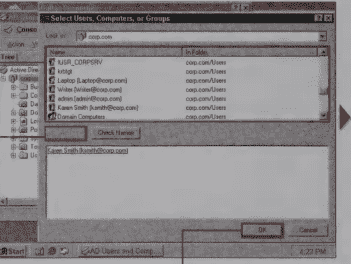 Select Users, Computers, or Groups
Look in: corp.com
Tree
Name In Folder
IUSR_CORPSRV corp.com/Users
krbtgt corp.com/Users
Laptop (Laptop@corp.com) corp.com/Users
Writer (Writer@corp.com) corp.com/Users
admin (admin@corp.com) corp.com/Users
Karen Smith (ksmith@corp.com) corp.com/Users
Domain Computers corp.com/Users
Active Dire
Check Names
Karen Smith (ksmith@corp.com)
OK Cancel
Start AD Users and Comp... 4:22 PM